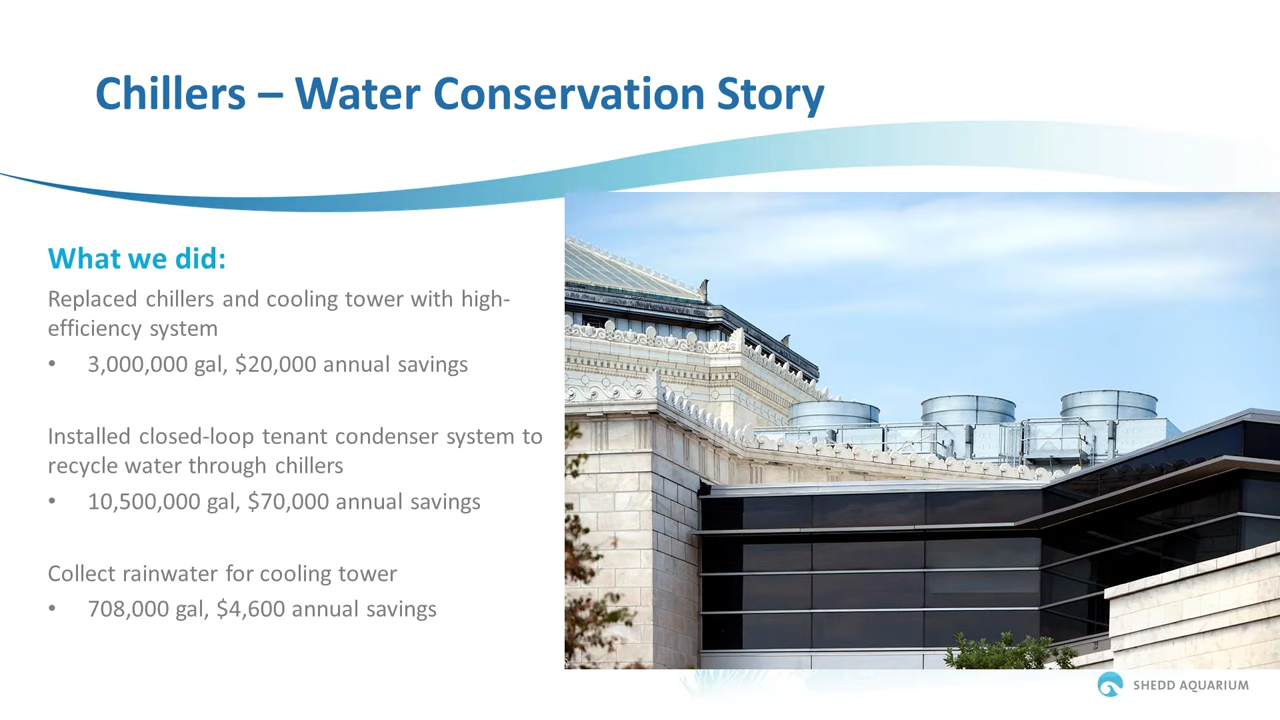 Chillers – Water Conservation Story
What we did:
Replaced chillers and cooling tower with high-
efficiency system
• 3,000,000 gal, $20,000 annual savings
Installed closed-loop tenant condenser system to
recycle water through chillers
• 10,500,000 gal, $70,000 annual savings
Collect rainwater for cooling tower
• 708,000 gal, $4,600 annual savings
SHEDD AQUARIUM